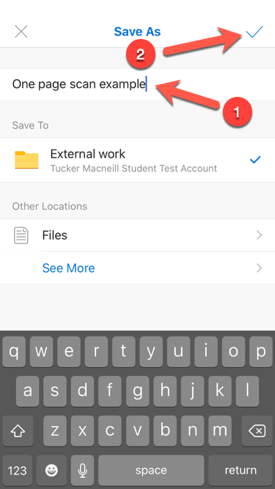 Save As
2
One page scan example
1
Save To
External work
Tucker Macneill Student Test Account
Other Locations
Files
See More
q w e r t y u i o p
a s d f g h j k l
z x c v b n m
123 space return